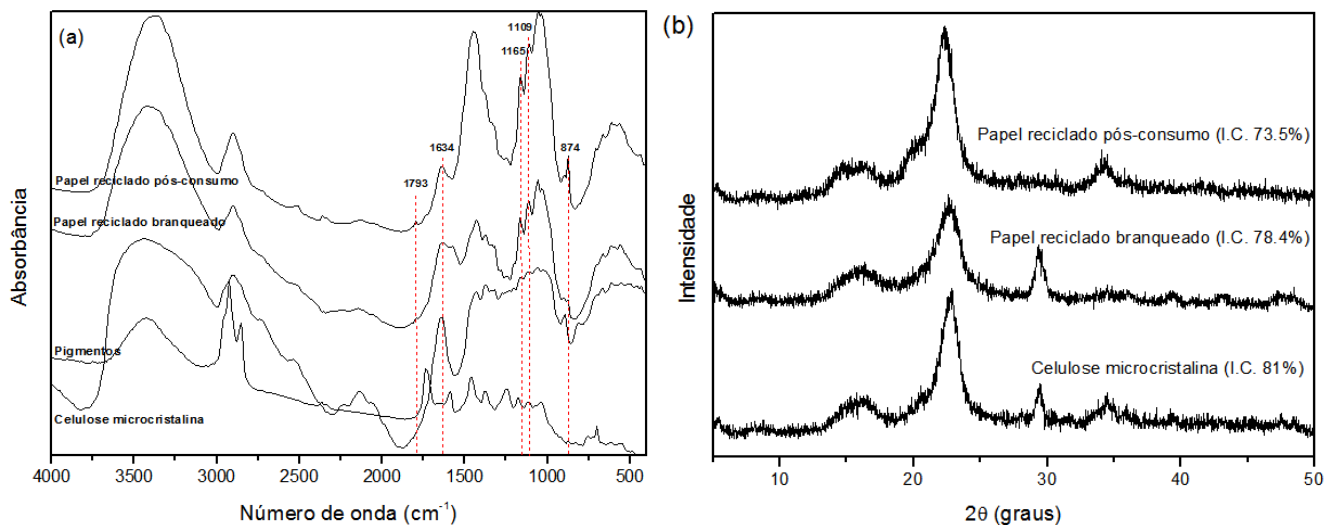 (a)
1109
1165
1634
1793
874
Papel reciclado pós-consumo
Papel reciclado branqueado
Pigmentos
Celulose microcristalina
Absorbância
4000 3500 3000 2500 2000 1500 1000 500
Número de onda (cm-1)
(b)
Papel reciclado pós-consumo (I.C. 73.5%)
Papel reciclado branqueado (I.C. 78.4%)
Celulose microcristalina (I.C. 81%)
Intensidade
10 20 30 40 50
2θ (graus)